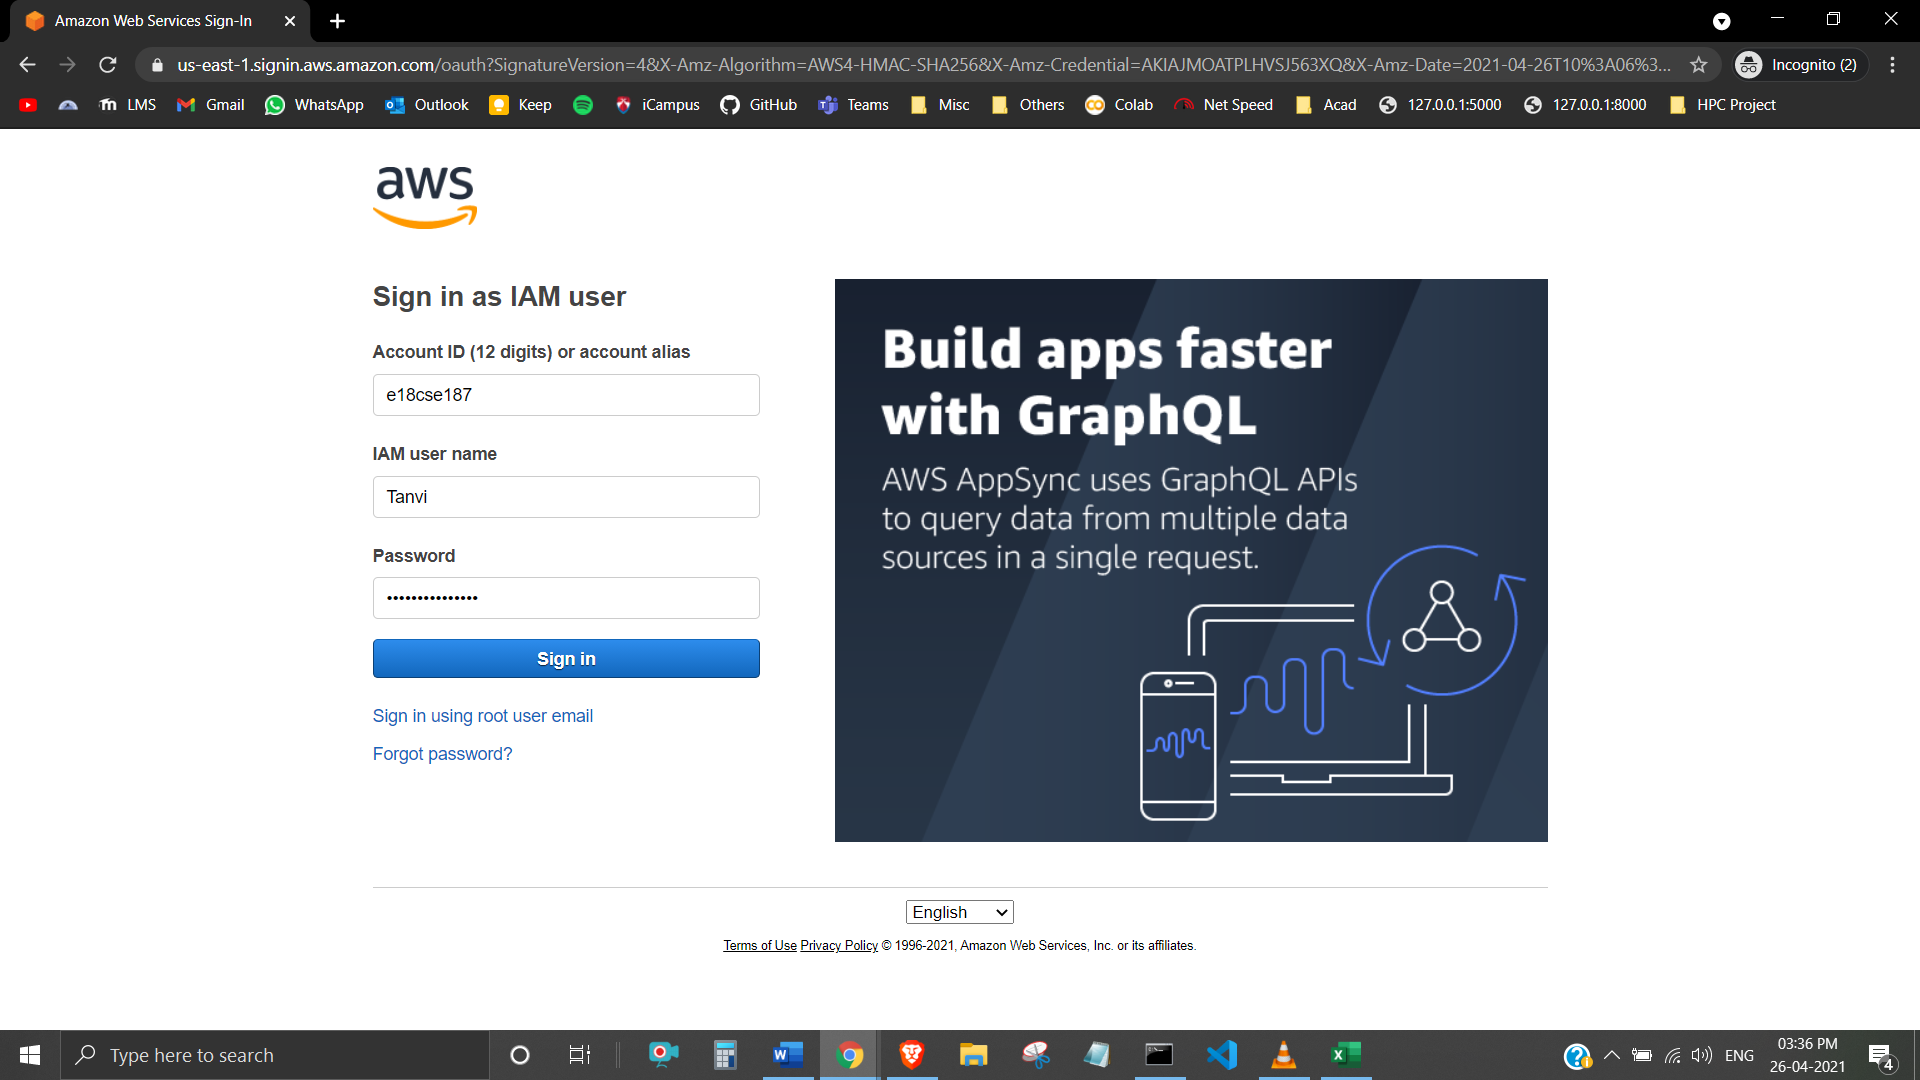 Amazon Web Services Sign-In
us-east-1.signin.aws.amazon.com/oauth?SignatureVersion=4&X-Amz-Algorithm=AWS4-HMAC-SHA256&X-Amz-Credential=AKIAJMOATPLHVSJ563XQ&X-Amz-Date=2021-04-26T10%3A06%3...
Incognito (2)
LMS Gmail WhatsApp Outlook Keep iCampus GitHub Teams Misc Others Colab Net Speed Acad 127.0.0.1:5000 127.0.0.1:8000 HPC Project
aws
Sign in as IAM user
Account ID (12 digits) or account alias
e18cse187
IAM user name
Tanvi
Password
Sign in
Sign in using root user email
Forgot password?
Build apps faster
with GraphQL
AWS AppSync uses GraphQL APIs
to query data from multiple data
sources in a single request.
English
Terms of Use Privacy Policy © 1996-2021, Amazon Web Services, Inc. or its affiliates.
Type here to search
ENG
03:36 PM
26-04-2021
4